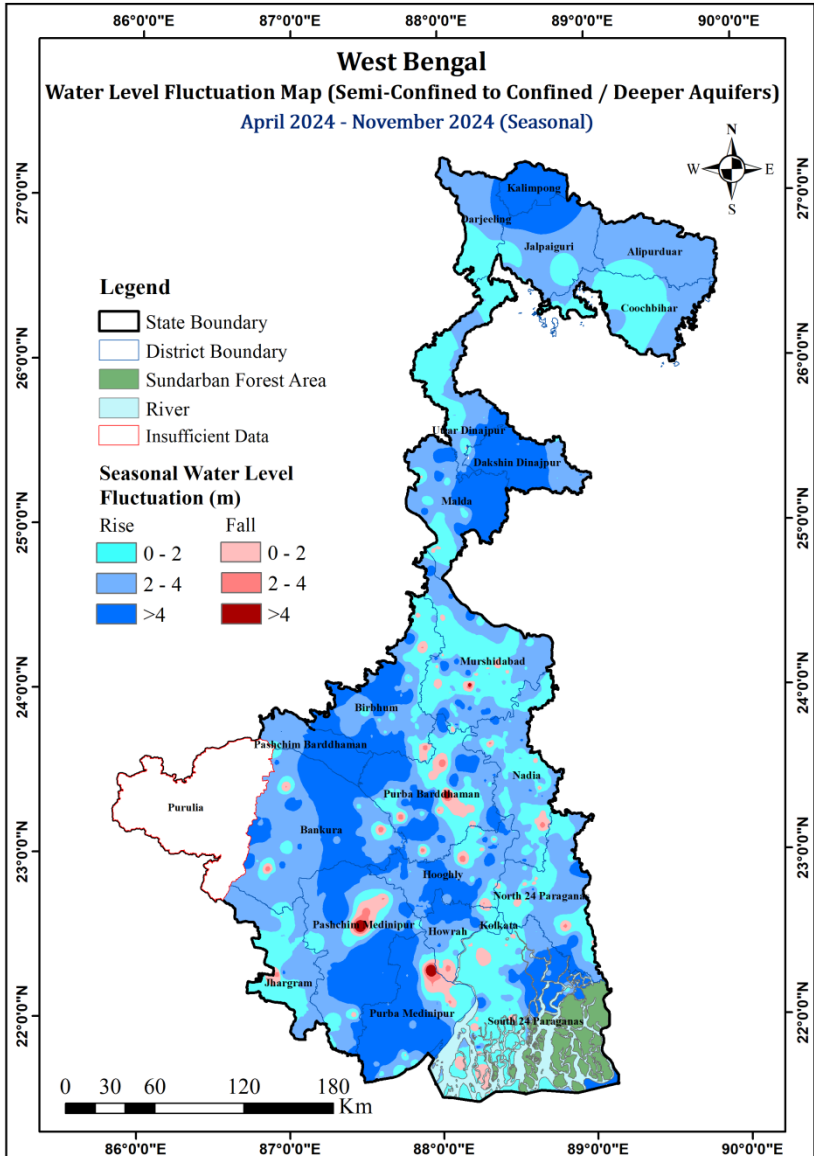 86°0'0"E 87°0'0"E 88°0'0"E 89°0'0"E 90°0'0"E
West Bengal
Water Level Fluctuation Map (Semi-Confined to Confined / Deeper Aquifers)
April 2024 - November 2024 (Seasonal)
N
W E
S
27°0'0"N 27°0'0"N
26°0'0"N 26°0'0"N
25°0'0"N 25°0'0"N
24°0'0"N 24°0'0"N
23°0'0"N 23°0'0"N
22°0'0"N 22°0'0"N
Legend
State Boundary
District Boundary
Sundarban Forest Area
River
Insufficient Data
Seasonal Water Level
Fluctuation (m)
Rise Fall
0 - 2 0 - 2
2 - 4 2 - 4
>4 >4
Kalimpong
Darjeeling
Jalpaiguri
Alipurduar
Coochbihar
Uttar Dinajpur
Dakshin Dinajpur
Malda
Murshidabad
Birbhum
Pashchim Barddhaman
Nadia
Purulia
Purba Barddhaman
Bankura
Hooghly
North 24 Paraganas
Pashchim Medinipur
Kolkata
Howrah
Jhargram
Purba Medinipur
South 24 Paraganas
0 30 60 120 180
Km
86°0'0"E 87°0'0"E 88°0'0"E 89°0'0"E 90°0'0"E